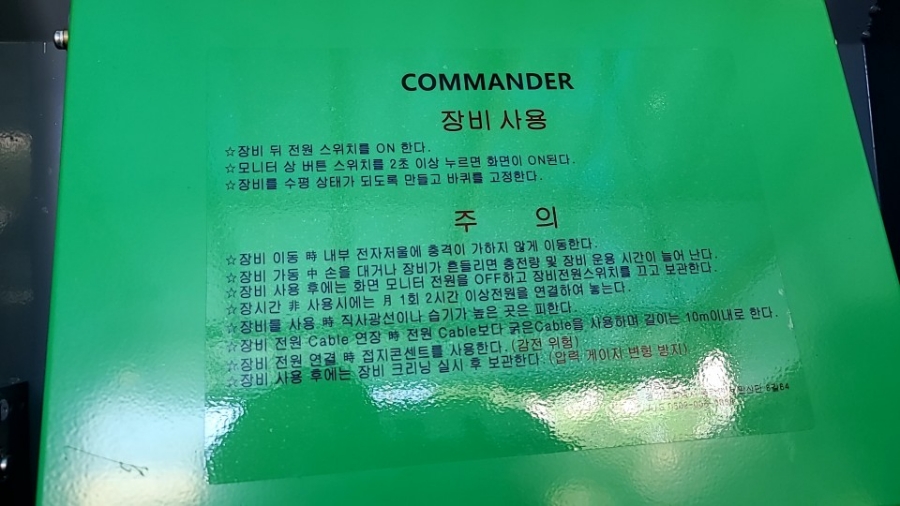 COMMANDER
장비 사용
☆장비 뒤 전원 스위치를 ON 한다.
☆모니터 상 버튼 스위치를 2초 이상 누르면 화면이 ON된다.
☆장비를 수평 상태가 되도록 만들고 바퀴를 고정한다.
주 의
☆장비 이동 時 내부 전자저울에 충격이 가하지 않게 이동한다.
☆장비 가동 中 손을 대거나 장비가 흔들리면 충전량 및 장비 운용 시간이 늘어 난다.
☆장비 사용 후에는 화면 모니터 전원을 OFF하고 장비전원스위치를 끄고 보관한다.
☆장시간 非 사용시에는 月 1회 2시간 이상전원을 연결하여 놓는다.
☆장비를 사용 時 직사광선이나 습기가 높은 곳은 피한다.
☆장비 전원 Cable 연장 時 전원 Cable보다 굵은Cable을 사용하며 길이는 10m이내로 한다.
☆장비 전원 연결 時 접지콘센트를 사용한다. (감전 위험)
☆장비 사용 후에는 장비 크리닝 실시 후 보관한다. (압력 게이지 변형 방지).